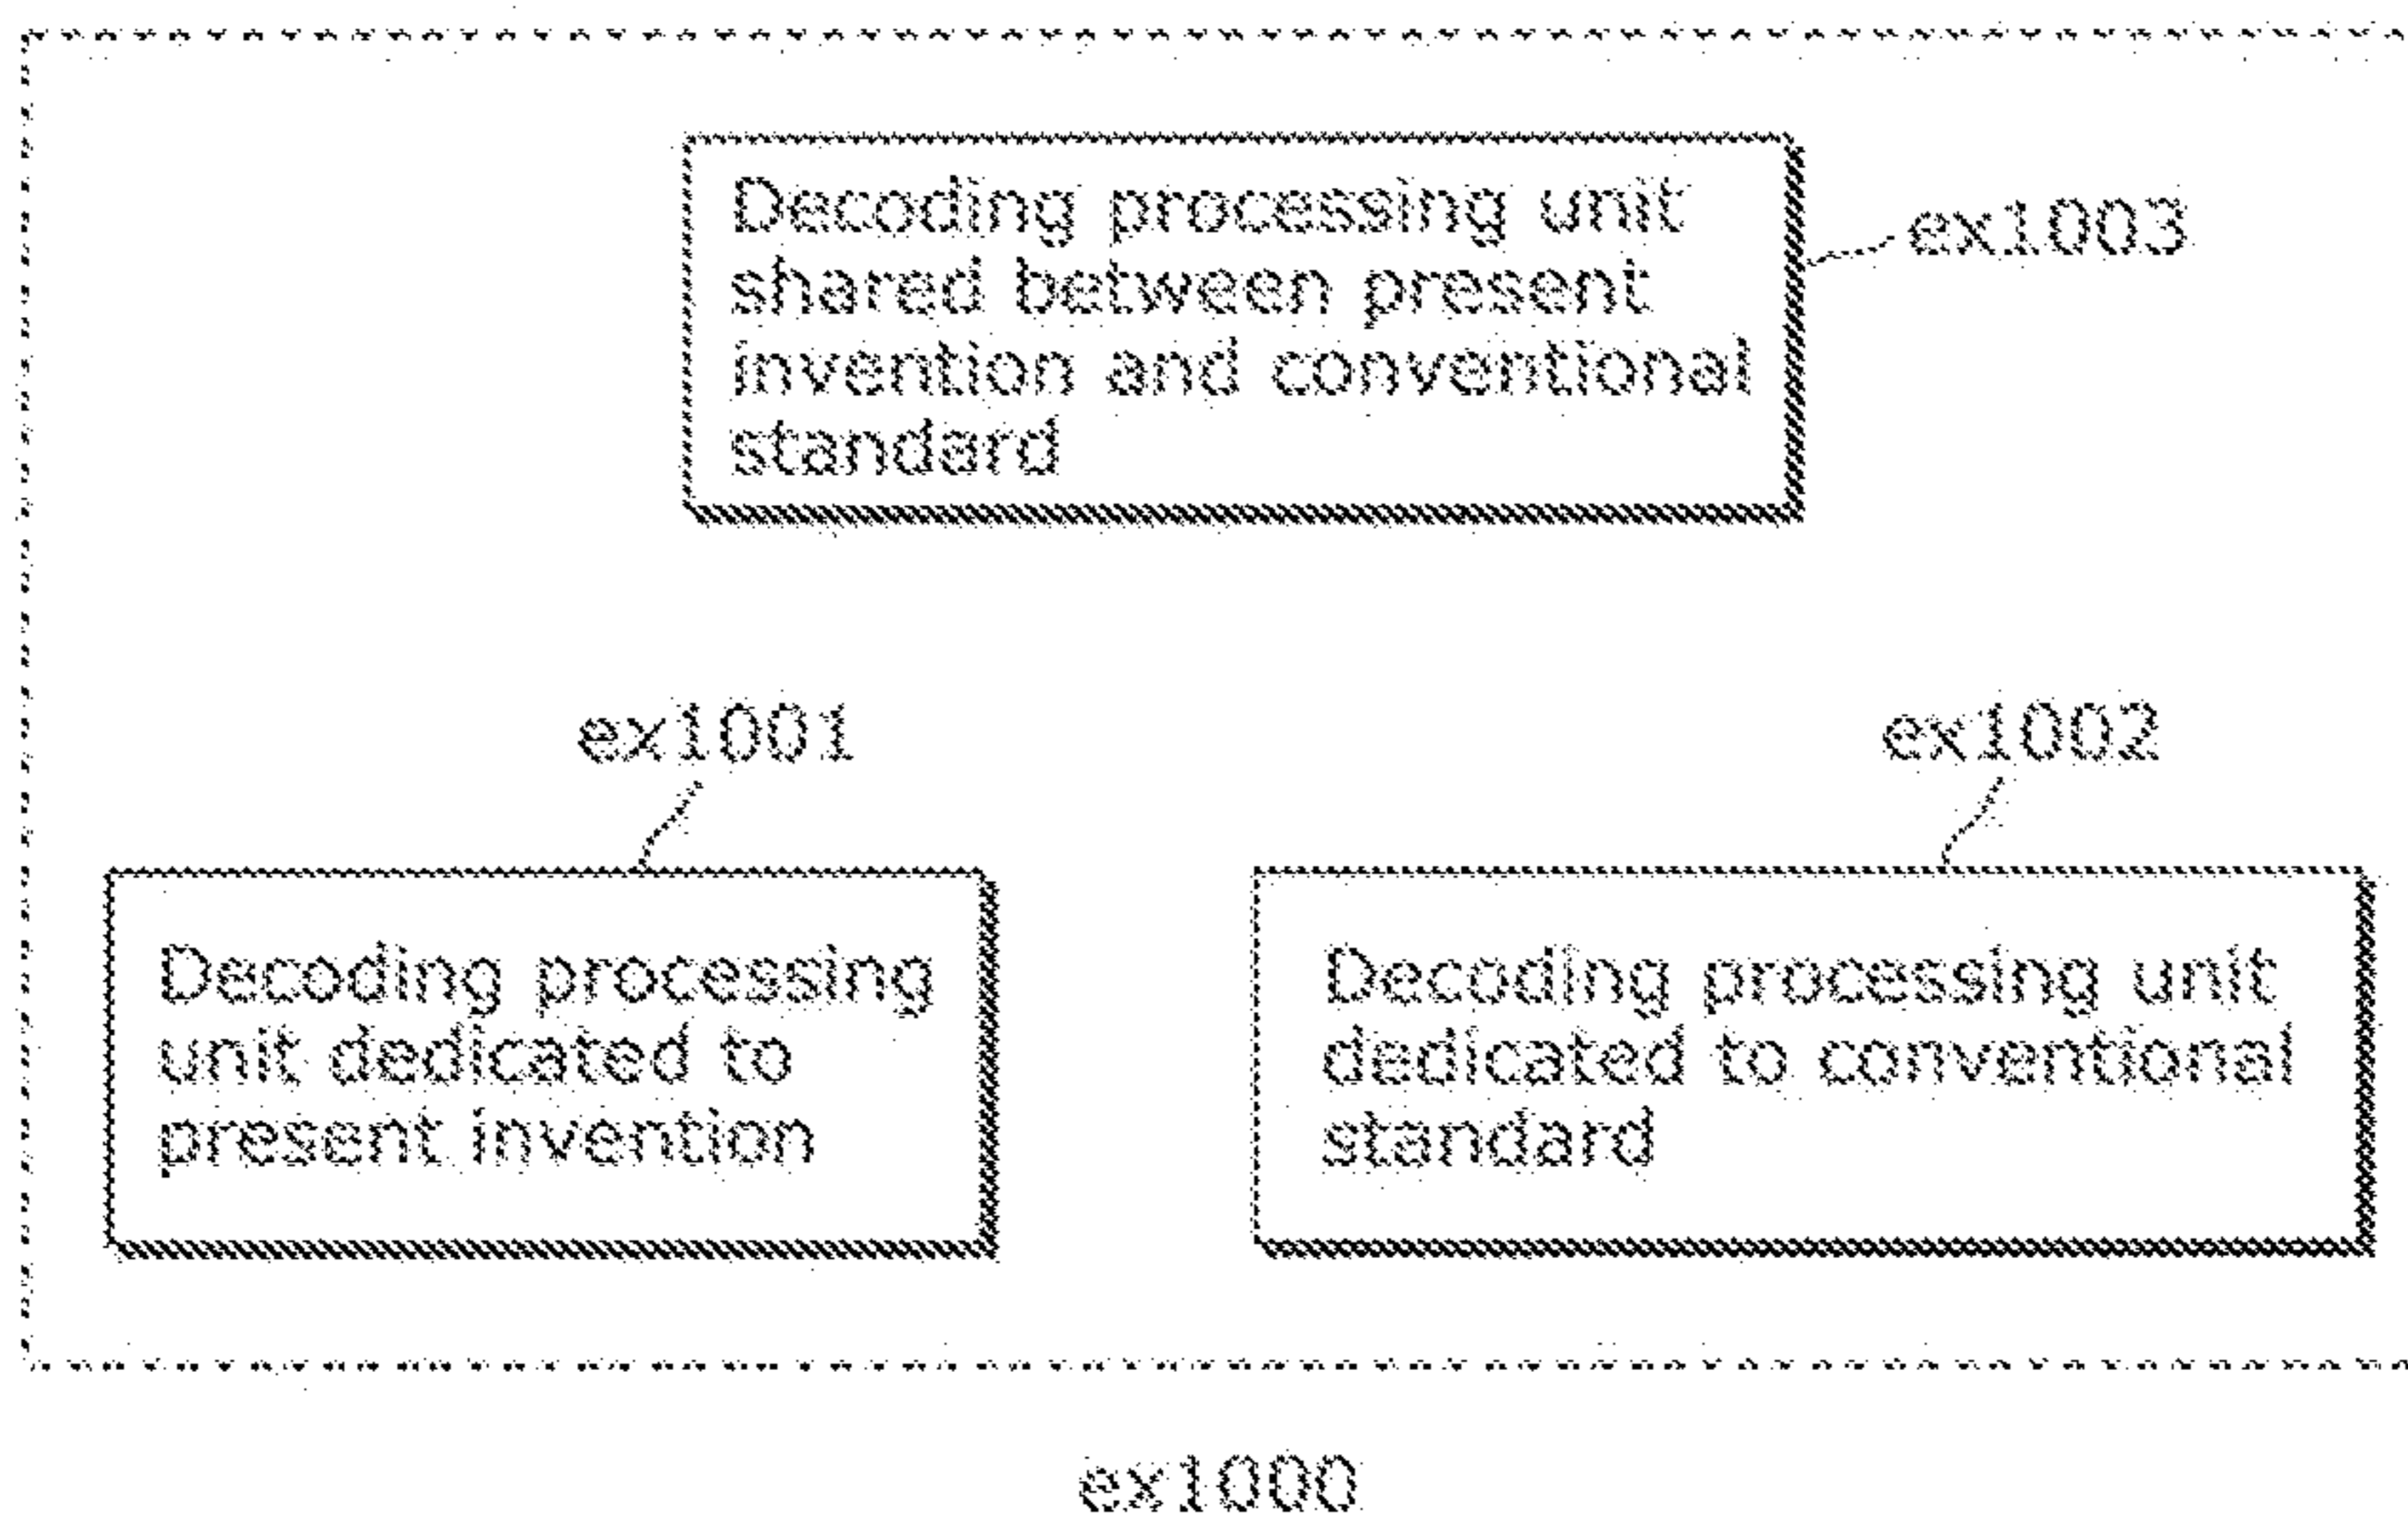 Decoding processing unit
shared between present
invention and conventional
standard
ex1003
ex1001
ex1002
Decoding processing
unit dedicated to
present invention
Decoding processing unit
dedicated to conventional
standard
ex1000